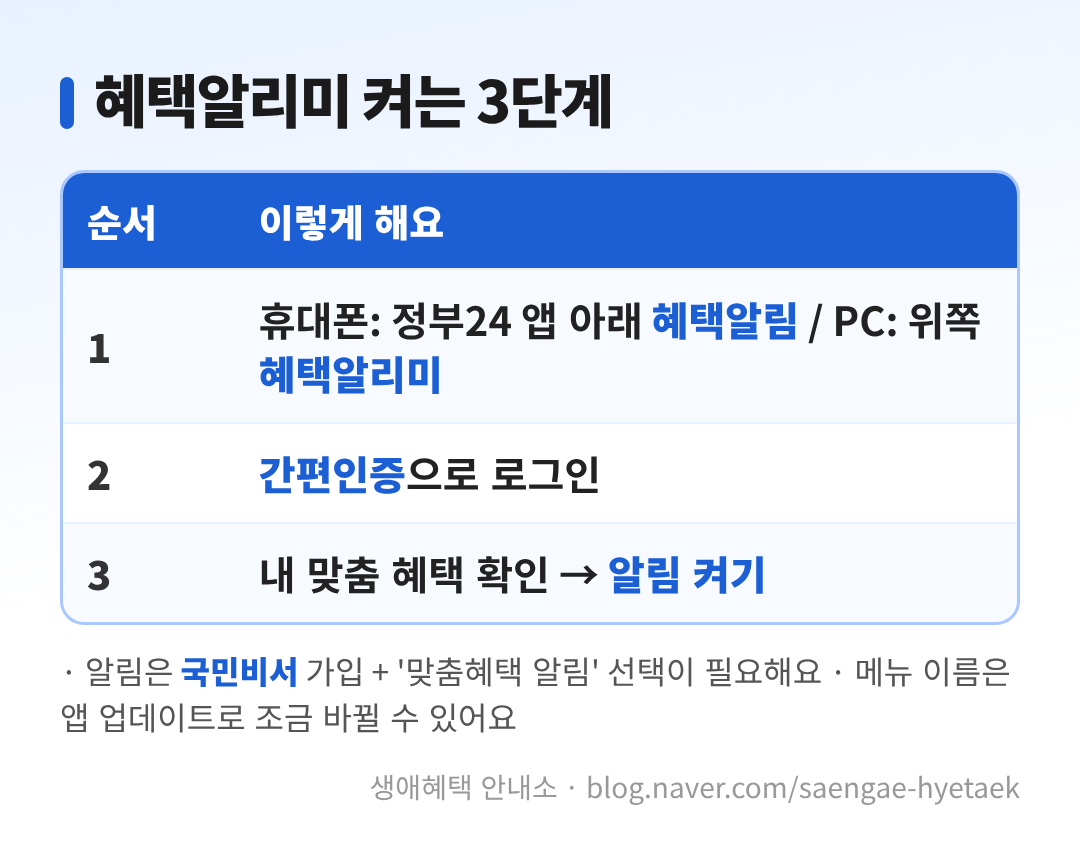 혜택알리미 켜는 3단계
순서 이렇게 해요
1 휴대폰: 정부24 앱 아래 혜택알림 / PC: 위쪽
혜택알리미
2 간편인증으로 로그인
3 내 맞춤 혜택 확인 → 알림 켜기
· 알림은 국민비서 가입 + '맞춤혜택 알림' 선택이 필요해요 · 메뉴 이름은
앱 업데이트로 조금 바뀔 수 있어요
생애혜택 안내소 · blog.naver.com/saengae-hyetaek